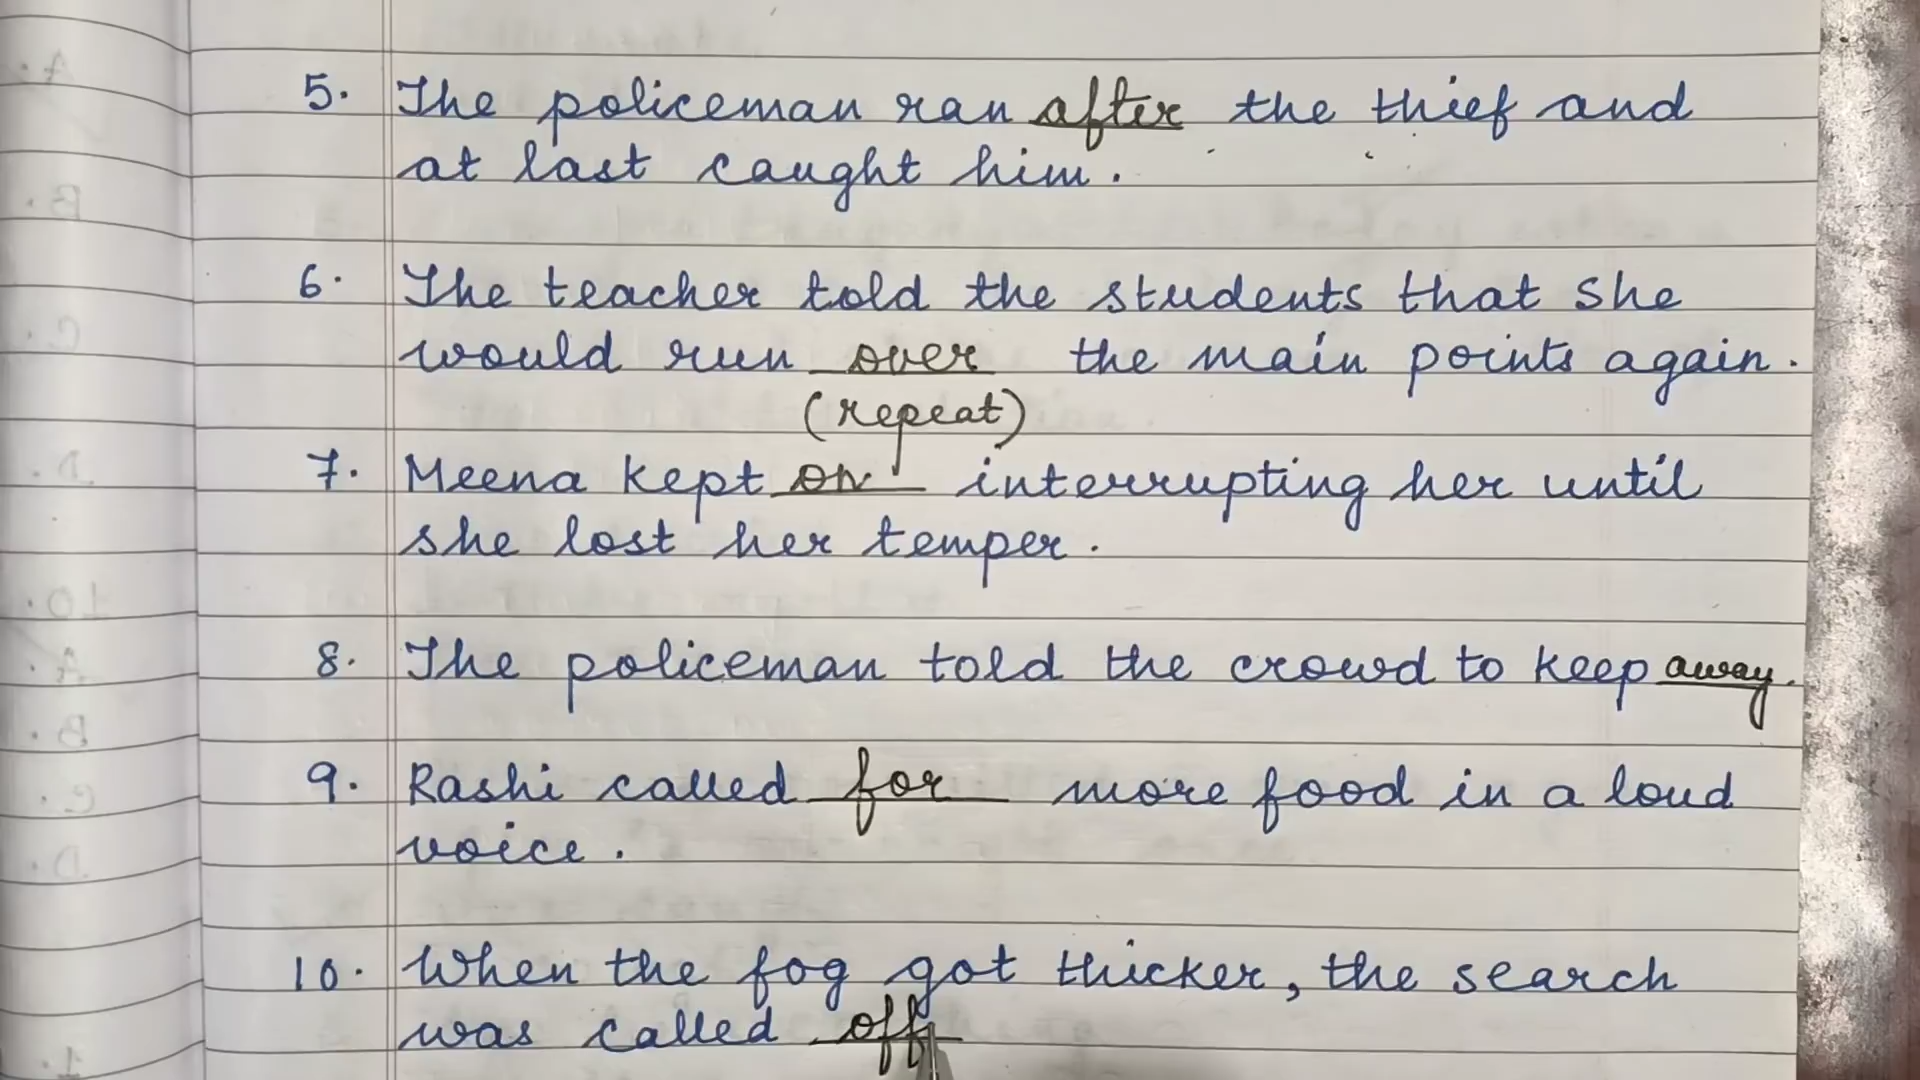 5. The policeman ran after the thief and
at last caught him.
6. The teacher told the students that she
would run over the main points again.
(repeat)
7. Meena kept on interrupting her until
she lost her temper.
8. The policeman told the crowd to keep away.
9. Rashi called for more food in a loud
voice.
10. When the fog got thicker, the search
was called off